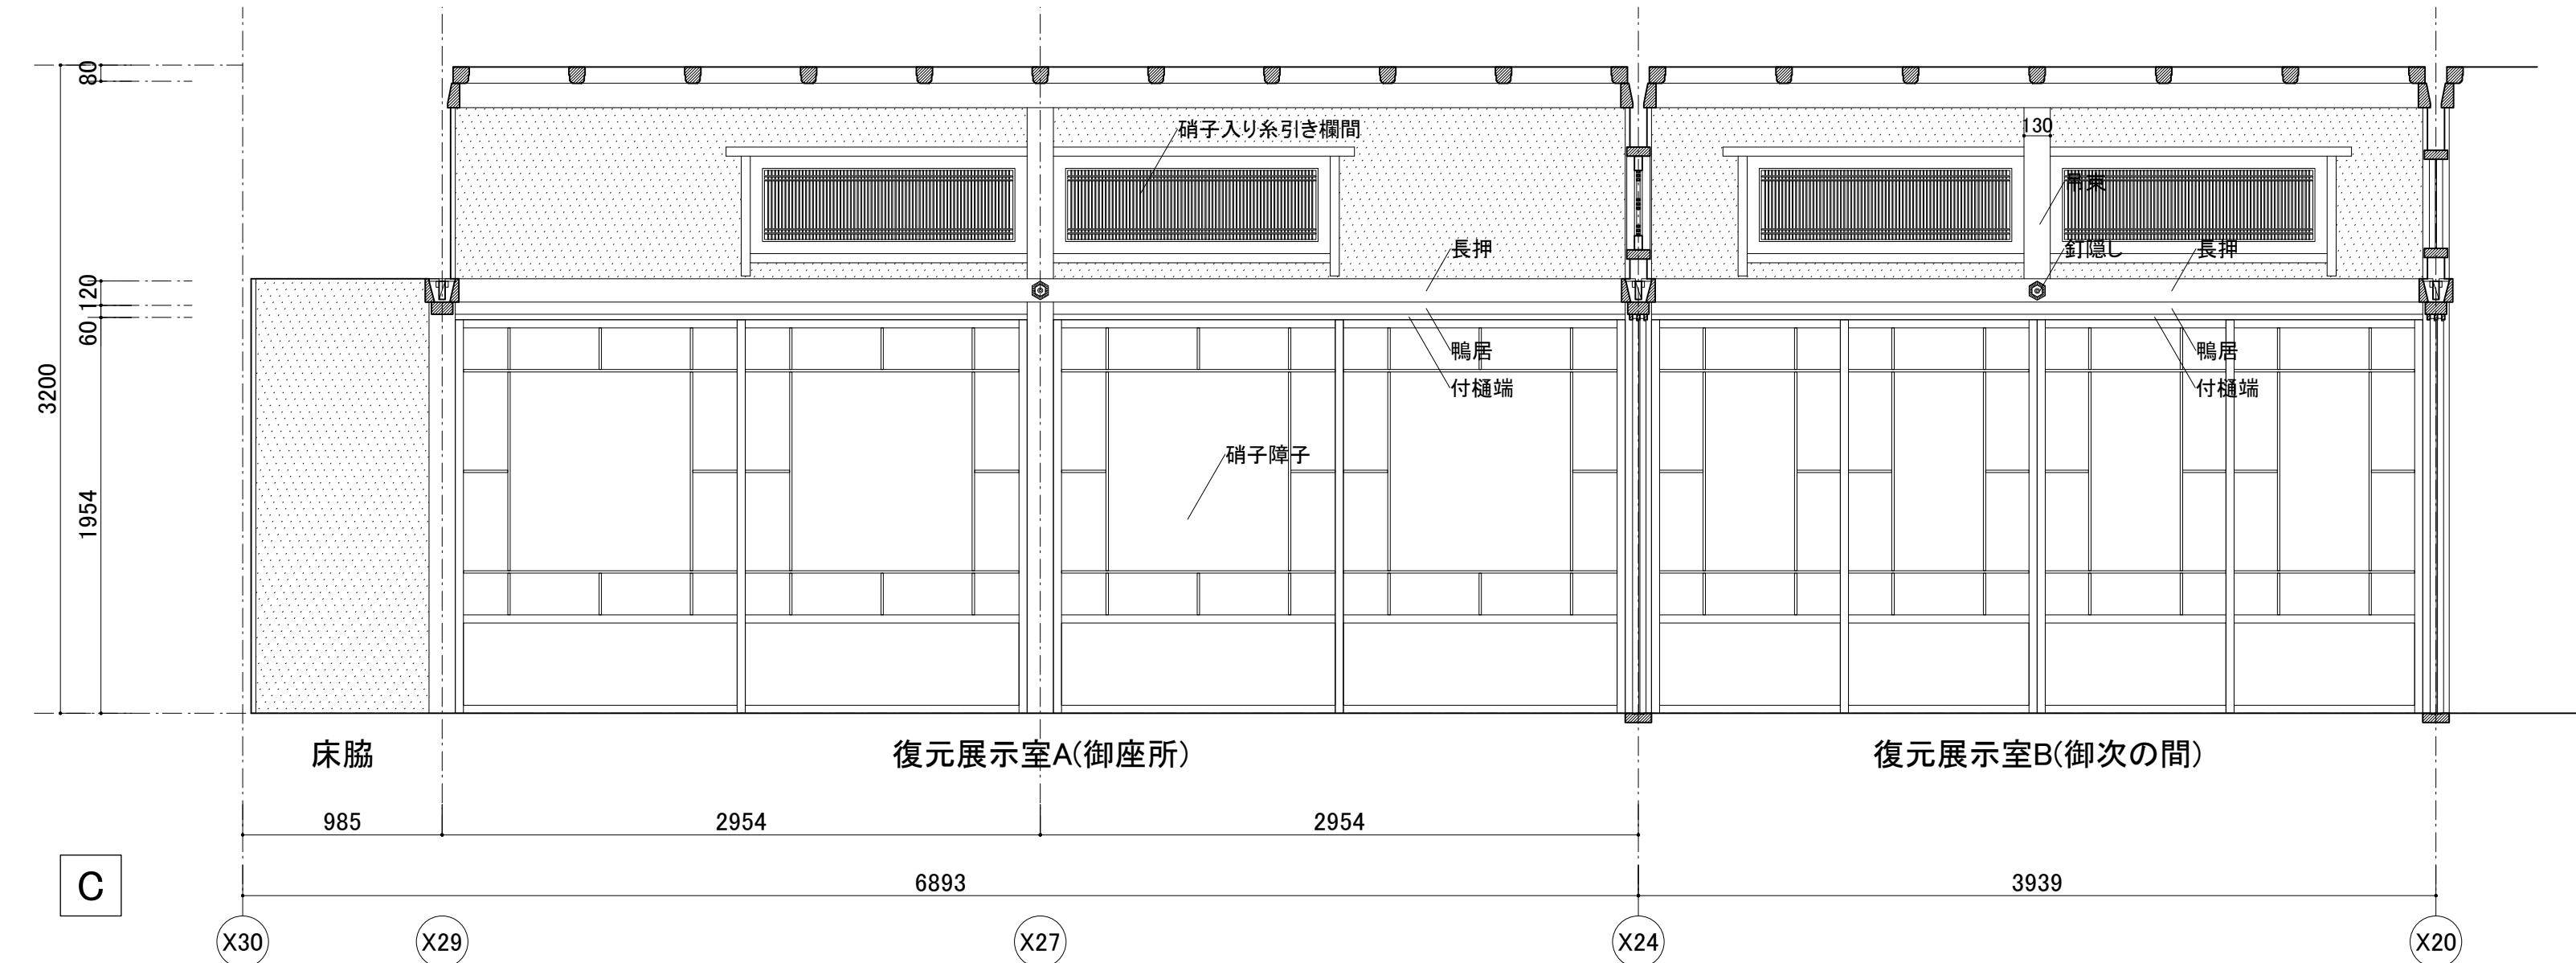 80
硝子入り糸引き欄間
130
吊束
長押
釘隠し
長押
120
60
鴨居
鴨居
3200
付樋端
付樋端
硝子障子
1954
床脇
復元展示室A(御座所)
復元展示室B(御次の間)
985
2954
2954
C
6893
3939
X30
X29
X27
X24
X20